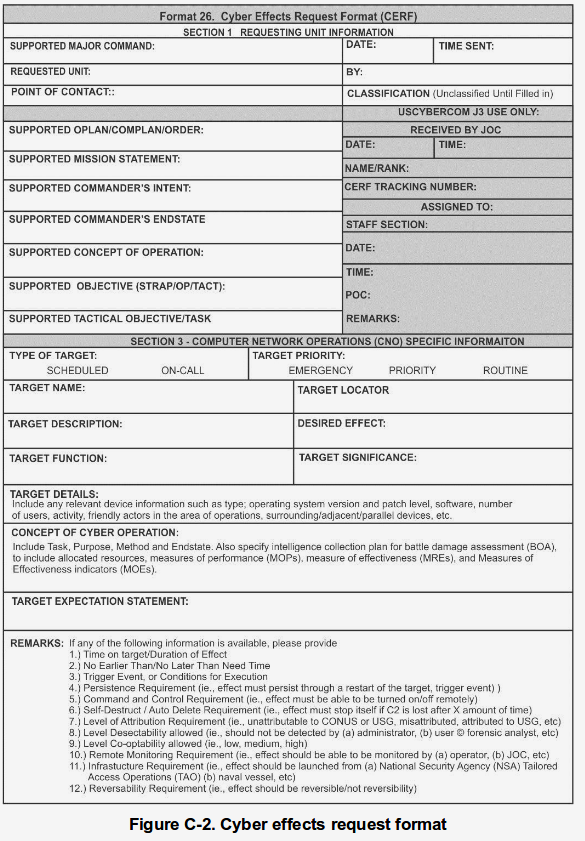 Format 26.  Cyber Effects Request Format (CERF)
SECTION 1   REQUESTING UNIT INFORMATION
SUPPORTED MAJOR COMMAND:
DATE:
TIME SENT:
REQUESTED UNIT:
BY:
POINT OF CONTACT::
CLASSIFICATION (Unclassified Until Filled in)
USCYBERCOM J3 USE ONLY:
SUPPORTED OPLAN/COMPLAN/ORDER:
RECEIVED BY JOC
DATE:
TIME:
SUPPORTED MISSION STATEMENT:
NAME/RANK:
SUPPORTED COMMANDER'S INTENT:
CERF TRACKING NUMBER:
ASSIGNED TO:
SUPPORTED COMMANDER'S ENDSTATE
STAFF SECTION:
SUPPORTED CONCEPT OF OPERATION:
DATE:
TIME:
SUPPORTED  OBJECTIVE (STRAP/OP/TACT):
POC:
SUPPORTED TACTICAL OBJECTIVE/TASK
REMARKS:
SECTION 3 - COMPUTER NETWORK OPERATIONS (CNO) SPECIFIC INFORMAITON
TYPE OF TARGET:
SCHEDULED
ON-CALL
TARGET PRIORITY:
EMERGENCY
PRIORITY
ROUTINE
TARGET NAME:
TARGET LOCATOR
TARGET DESCRIPTION:
DESIRED EFFECT:
TARGET FUNCTION:
TARGET SIGNIFICANCE:
TARGET DETAILS:
Include any relevant device information such as type; operating system version and patch level, software, number
of users, activity, friendly actors in the area of operations, surrounding/adjacent/parallel devices, etc.
CONCEPT OF CYBER OPERATION:
Include Task, Purpose, Method and Endstate. Also specify intelligence collection plan for battle damage assessment (BOA),
to include allocated resources, measures of performance (MOPs), measure of effectiveness (MREs), and Measures of
Effectiveness indicators (MOEs).
TARGET EXPECTATION STATEMENT:
REMARKS:  If any of the following information is available, please provide
1.) Time on target/Duration of Effect
2.) No Earlier Than/No Later Than Need Time
3.) Trigger Event, or Conditions for Execution
4.) Persistence Requirement (ie., effect must persist through a restart of the target, trigger event) )
5.) Command and Control Requirement (ie., effect must be able to be turned on/off remotely)
6.) Self-Destruct / Auto Delete Requirement (ie., effect must stop itself if C2 is lost after X amount of time)
7.) Level of Attribution Requirement (ie., unattributable to CONUS or USG, misattributed, attributed to USG, etc)
8.) Level Desectability allowed (ie., should not be detected by (a) administrator, (b) user © forensic analyst, etc)
9.) Level Co-optability allowed (ie., low, medium, high)
10.) Remote Monitoring Requirement (ie., effect should be able to be monitored by (a) operator, (b) JOC, etc)
11.) Infrastucture Requirement (ie., effect should be launched from (a) National Security Agency (NSA) Tailored
Access Operations (TAO) (b) naval vessel, etc)
12.) Reversability Requirement (ie., effect should be reversible/not reversibility)
Figure C-2. Cyber effects request format